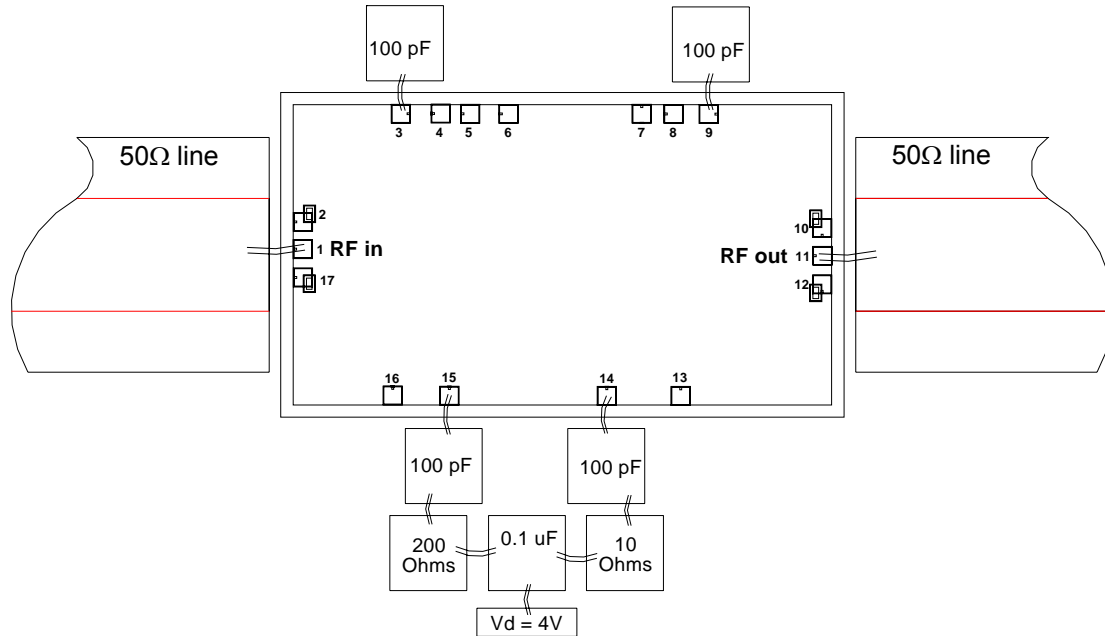 100 pF
100 pF
3
4
5
6
7
8
9
50Ω line
50Ω line
2
1 RF in
17
10
RF out 11
12
16
15
14
13
100 pF
100 pF
200
Ohms
0.1 uF
10
Ohms
Vd = 4V